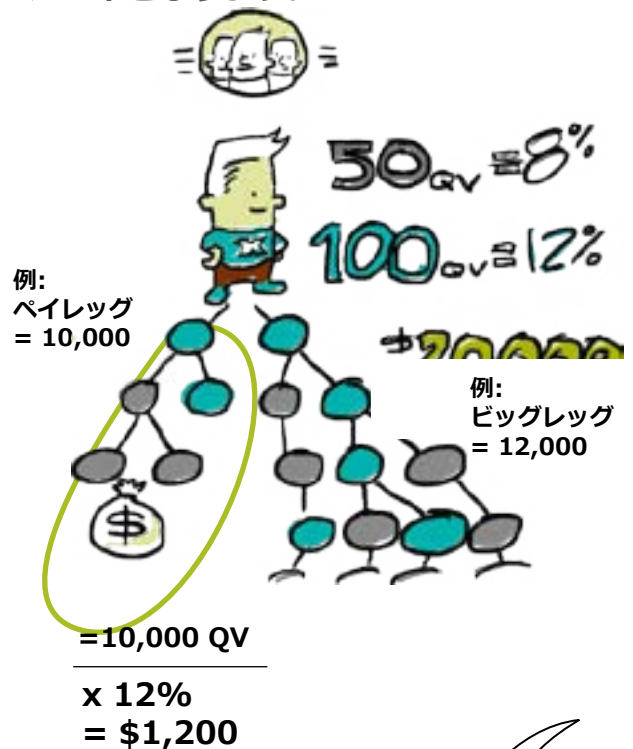 50QV=8%
100QV=12%
例:
ペイレッグ
= 10,000
例:
ビッグレッグ
= 12,000
$
=10,000 QV
x 12%
= $1,200